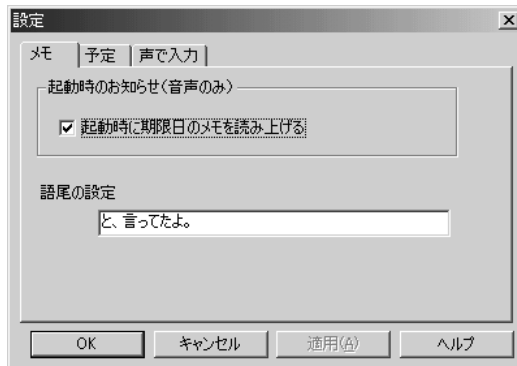 設定
メモ 予定 声で入力
起動時のお知らせ(音声のみ)
起動時に期限日のメモを読み上げる
語尾の設定
と、言ってたよ。
OK キャンセル 適用(A) ヘルプ